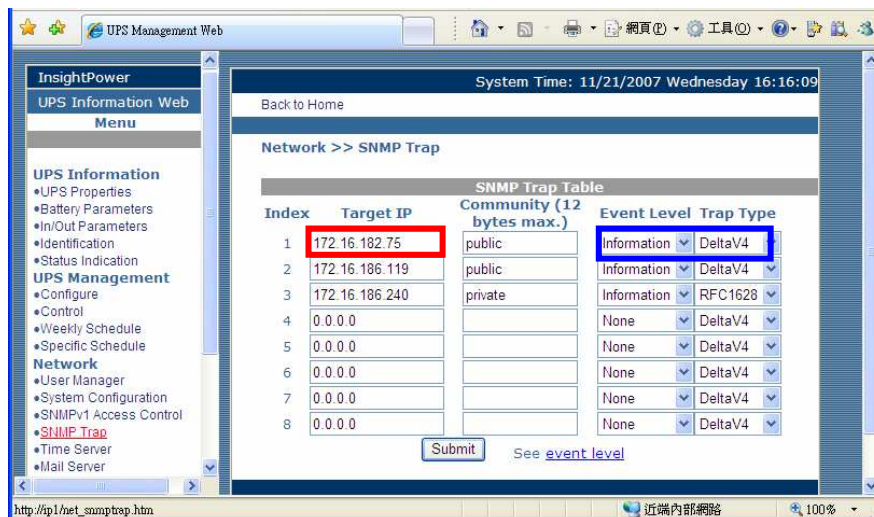 UPS Management Web
網頁(P)
工具(O)
InsightPower
UPS Information Web
Menu
UPS Information
•UPS Properties
•Battery Parameters
•In/Out Parameters
•Identification
•Status Indication
UPS Management
•Configure
•Control
•Weekly Schedule
•Specific Schedule
Network
•User Manager
•System Configuration
•SNMPv1 Access Control
•SNMP Trap
•Time Server
•Mail Server
System Time: 11/21/2007 Wednesday 16:16:09
Back to Home
Network >> SNMP Trap
SNMP Trap Table
Index Target IP Community (12 bytes max.) Event Level Trap Type
1 172.16.182.75 public Information DeltaV4
2 172.16.186.119 public Information DeltaV4
3 172.16.186.240 private Information RFC1628
4 0.0.0.0 None DeltaV4
5 0.0.0.0 None DeltaV4
6 0.0.0.0 None DeltaV4
7 0.0.0.0 None DeltaV4
8 0.0.0.0 None DeltaV4
Submit See event level
http://ip1/net_snmptrap.htm 近端內部網路 100%